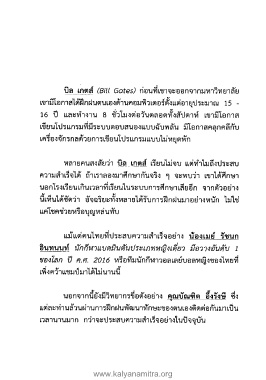 บิล เกตส์ (Bill Gates) ก่อนที่เขาจะออกจากมหาวิทยาลัย
เขามีโอกาสได้ฝึกฝนตนเองด้านคอมพิวเตอร์ตั้งแต่อายุประมาณ 15 -
16 ปี และทำงาน 8 ชั่วโมงต่อวันตลอดทั้งสัปดาห์ เขามีโอกาส
เขียนโปรแกรมที่มีระบบตอบสนองแบบฉับพลัน มีโอกาสคลุกคลีกับ
เครื่องจักรกลด้วยการเขียนโปรแกรมแบบไม่หยุดพัก
หลายคนสงสัยว่า บิล เกตส์ เรียนไม่จบ แต่ทำไมถึงประสบ
ความสำเร็จได้ ถ้าเราลองมาศึกษากันจริง ๆ จะพบว่า เขาได้ศึกษา
นอกโรงเรียนเกินเวลาที่เรียนในระบบการศึกษาเสียอีก จากตัวอย่าง
นี้เห็นได้ชัดว่า อัจฉริยะทั้งหลายได้รับการฝึกฝนมาอย่างหนัก ไม่ใช่
แค่โชคช่วยหรือบุญหล่นทับ
แม้แต่คนไทยที่ประสบความสำเร็จอย่าง น้องเมย์ รัชนก
อินทนนท์ นักกีฬาแบดมินตันประเภทหญิงเดี่ยว มือวางอันดับ 1
ของโลก ปี ค.ศ. 2016 หรือทีมนักกีฬาวอลเลย์บอลหญิงของไทยที่
เพิ่งคว้าแชมป์มาได้ไม่นานนี้
นอกจากนี้ยังมีวิทยากรชื่อดังอย่าง คุณบัณฑิต อึ้งรังษี ซึ่ง
แต่ละท่านล้วนผ่านการฝึกฝนพัฒนาทักษะของตนเองติดต่อกันมาเป็น
เวลานานมาก กว่าจะประสบความสำเร็จอย่างในปัจจุบัน
www.kalyanamitra.org